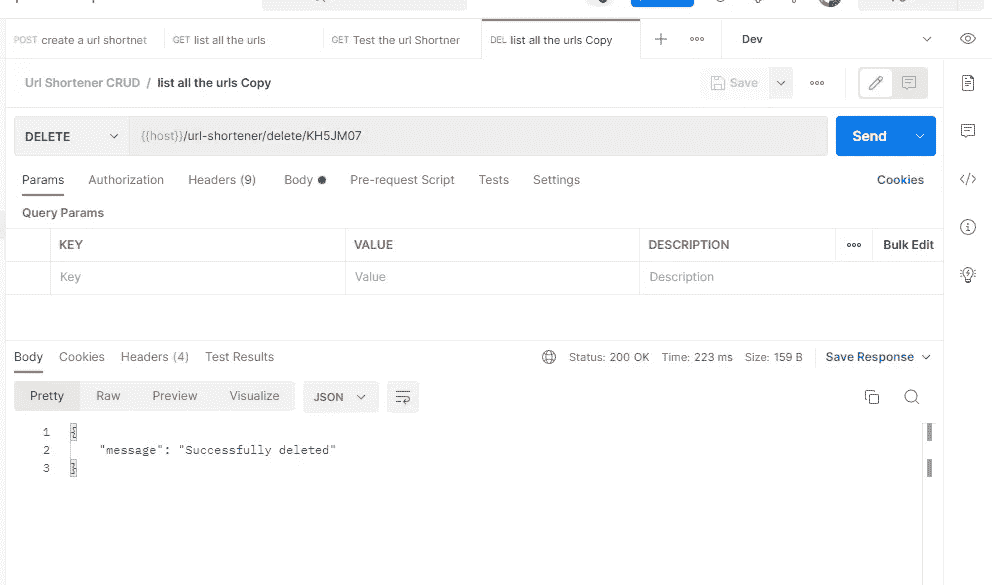 POST create a url shortnet GET list all the urls GET Test the url Shortner DEL list all the urls Copy Dev
Url Shortener CRUD / list all the urls Copy Save
DELETE {{host}}/url-shortener/delete/KH5JM07 Send
Params Authorization Headers (9) Body Pre-request Script Tests Settings Cookies
Query Params
KEY VALUE DESCRIPTION Bulk Edit
Key Value Description
Body Cookies Headers (4) Test Results Status: 200 OK Time: 223 ms Size: 159 B Save Response
Pretty Raw Preview Visualize JSON
1 {
2 "message": "Successfully deleted"
3 }